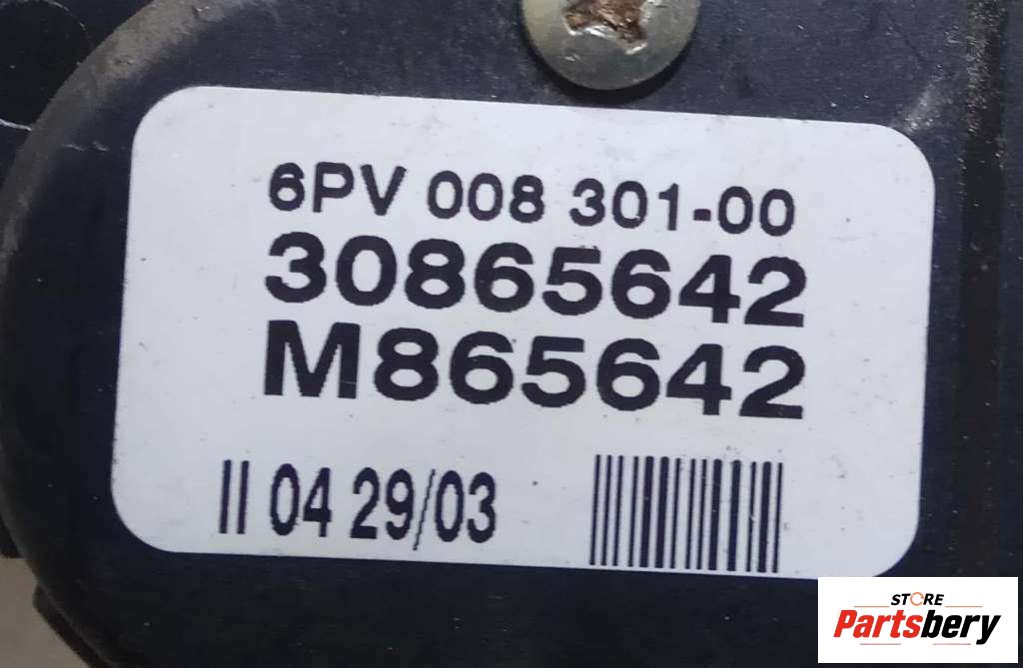 6PV 008 301-00
30865642
M865642
II 04 29/03
STORE
Partsbery